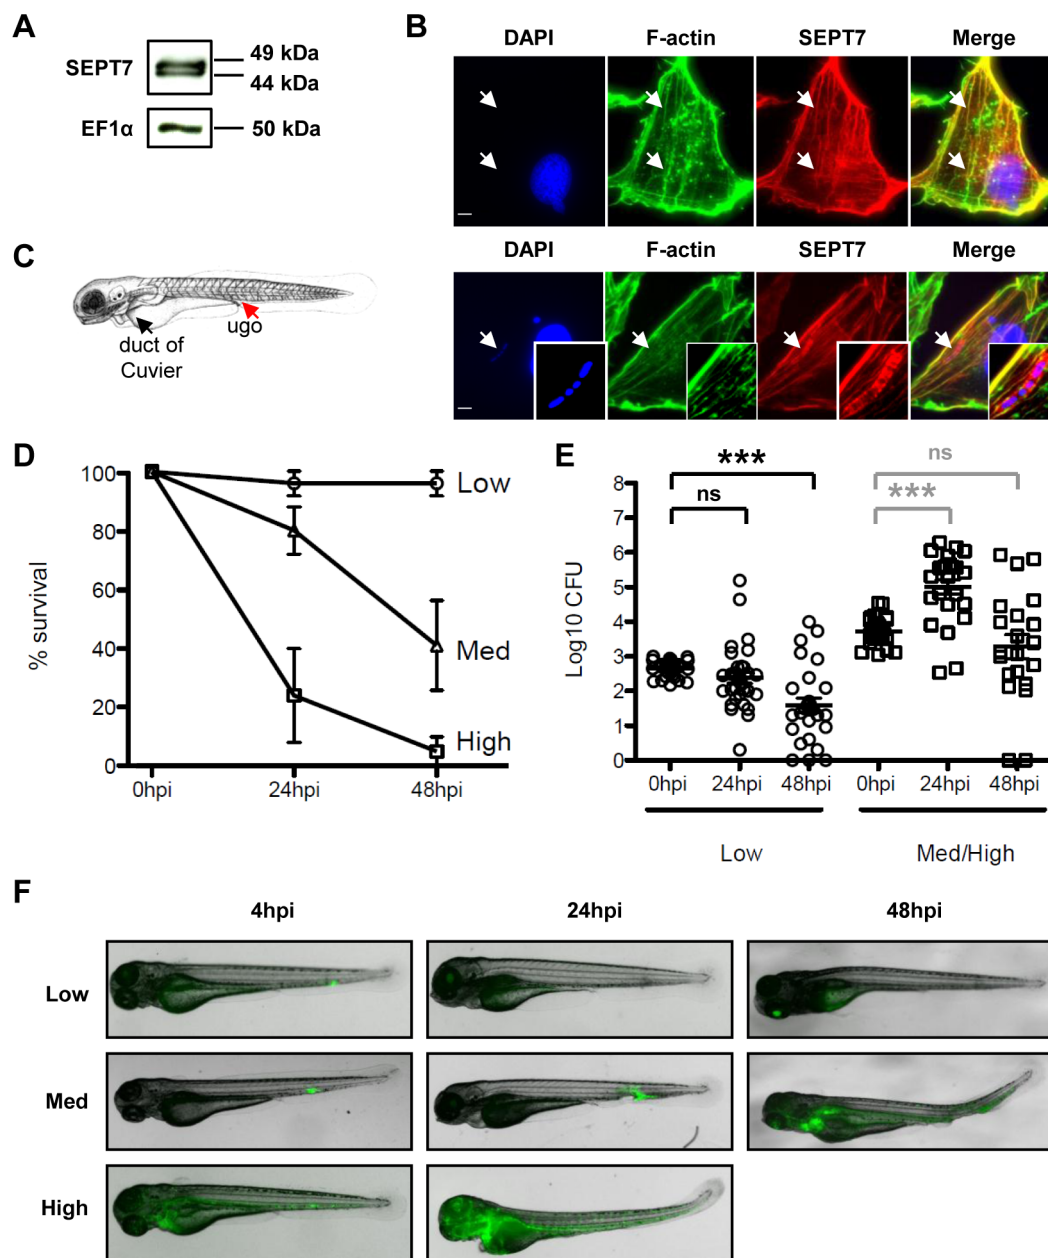 A
SEPT7
49 kDa
44 kDa
EF1α
50 kDa
B
DAPI F-actin SEPT7 Merge
DAPI F-actin SEPT7 Merge
C
duct of
Cuvier
ugo
D
% survival
100
80
60
40
20
0
Low
Med
High
0hpi 24hpi 48hpi
E
Log10 CFU
8
7
6
5
4
3
2
1
0
***
ns
ns
***
0hpi 24hpi 48hpi 0hpi 24hpi 48hpi
Low Med/High
F
4hpi 24hpi 48hpi
Low
Med
High